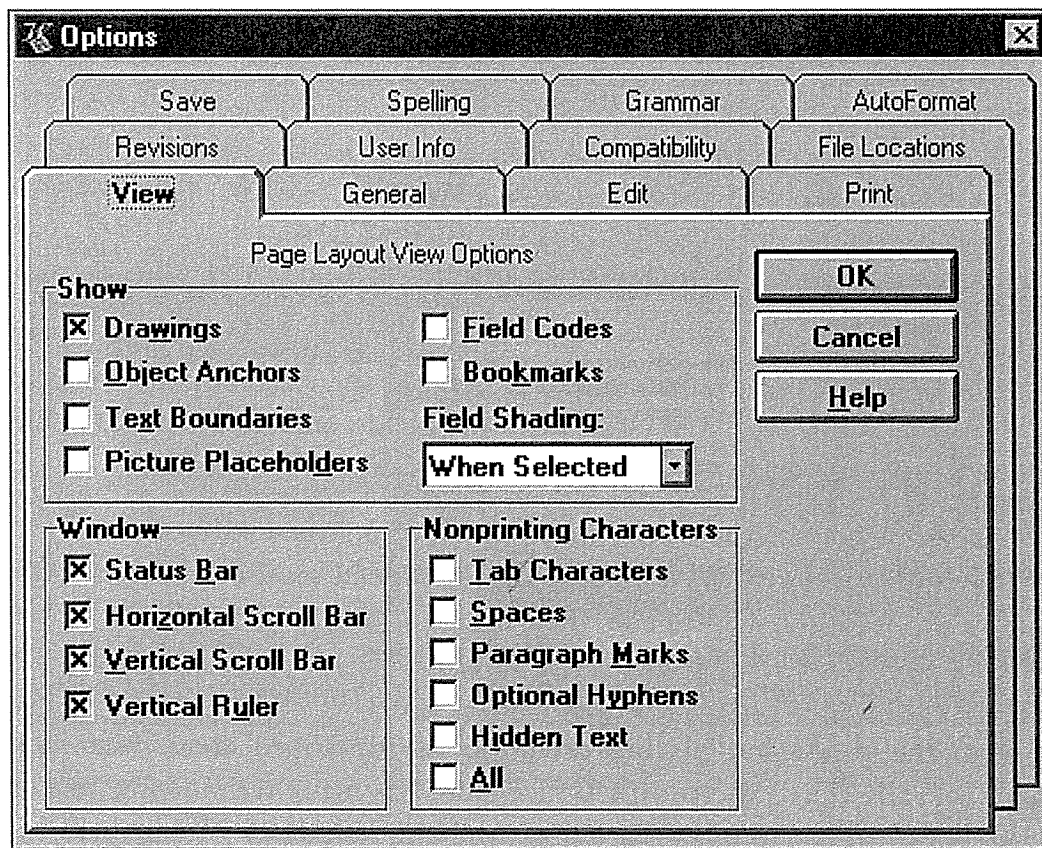 Options
Save Spelling Grammar AutoFormat
Revisions User Info Compatibility File Locations
View General Edit Print
Page Layout View Options
OK
Cancel
Help
Show
Drawings
Object Anchors
Text Boundaries
Picture Placeholders
Field Codes
Bookmarks
Field Shading:
When Selected
Window
Status Bar
Horizontal Scroll Bar
Vertical Scroll Bar
Vertical Ruler
Nonprinting Characters
Tab Characters
Spaces
Paragraph Marks
Optional Hyphens
Hidden Text
All